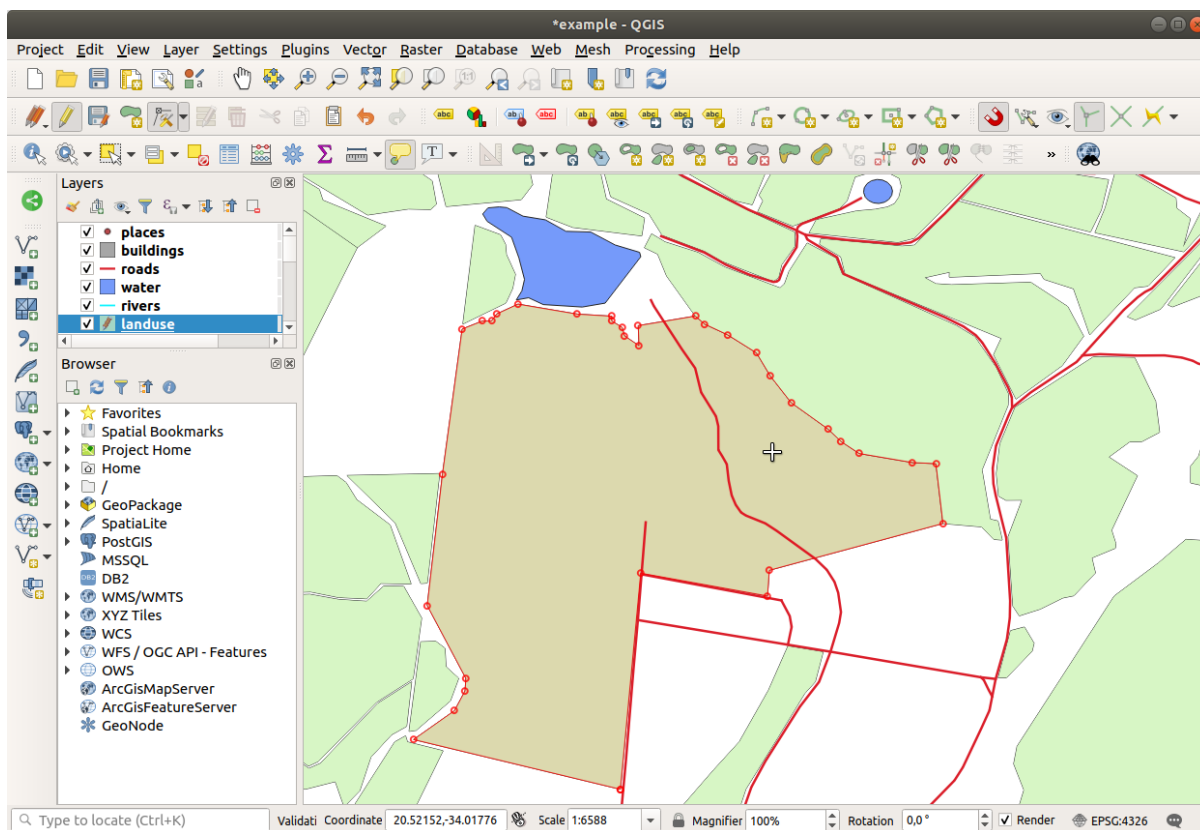 *example - QGIS
Project Edit View Layer Settings Plugins Vector Raster Database Web Mesh Processing Help
Layers
places
buildings
roads
water
rivers
landuse
Browser
Favorites
Spatial Bookmarks
Project Home
Home
/
GeoPackage
SpatiaLite
PostGIS
MSSQL
DB2
WMS/WMTS
XYZ Tiles
WCS
WFS / OGC API - Features
OWS
ArcGisMapServer
ArcGisFeatureServer
GeoNode
Type to locate (Ctrl+K) Validati Coordinate 20.52152,-34.01776 Scale 1:6588 Magnifier 100% Rotation 0,0 ° Render EPSG:4326